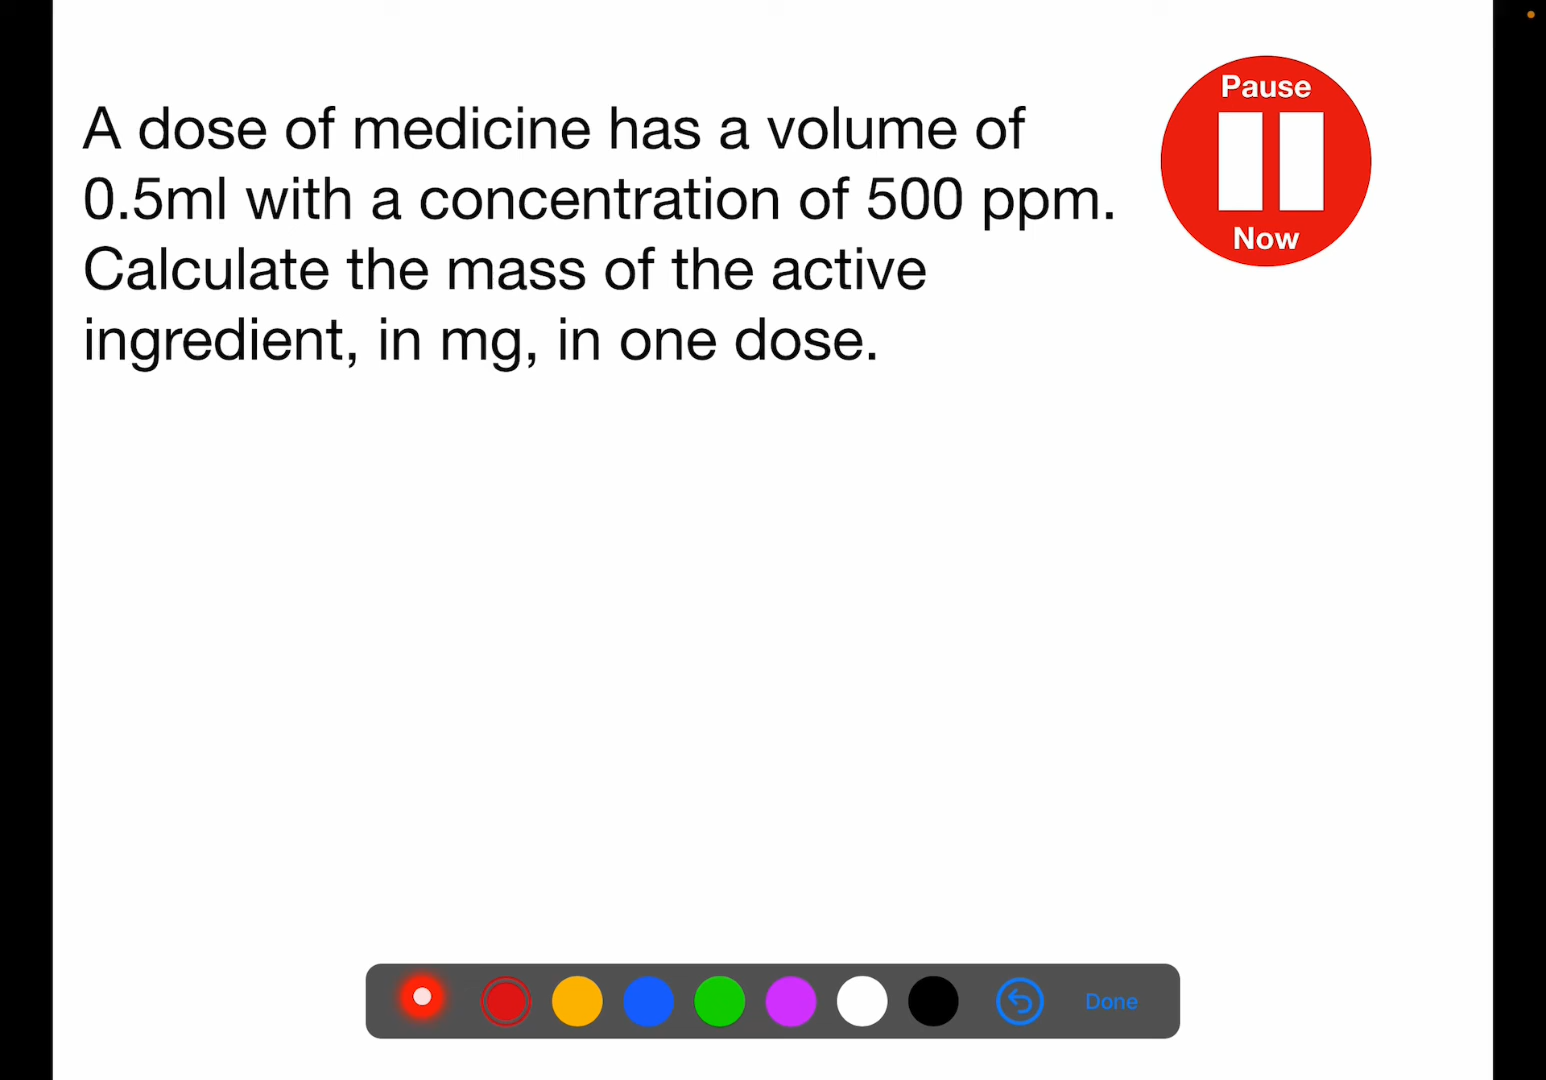 A dose of medicine has a volume of
0.5ml with a concentration of 500 ppm.
Calculate the mass of the active
ingredient, in mg, in one dose.
Pause
Now
Done